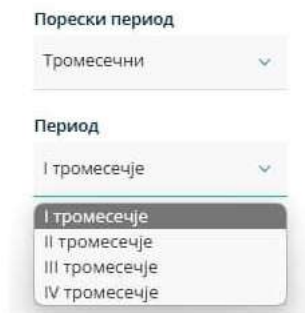 Порески период
Тромесечни
Период
I тромесечје
I тромесечје
II тромесечје
III тромесечје
IV тромесечје